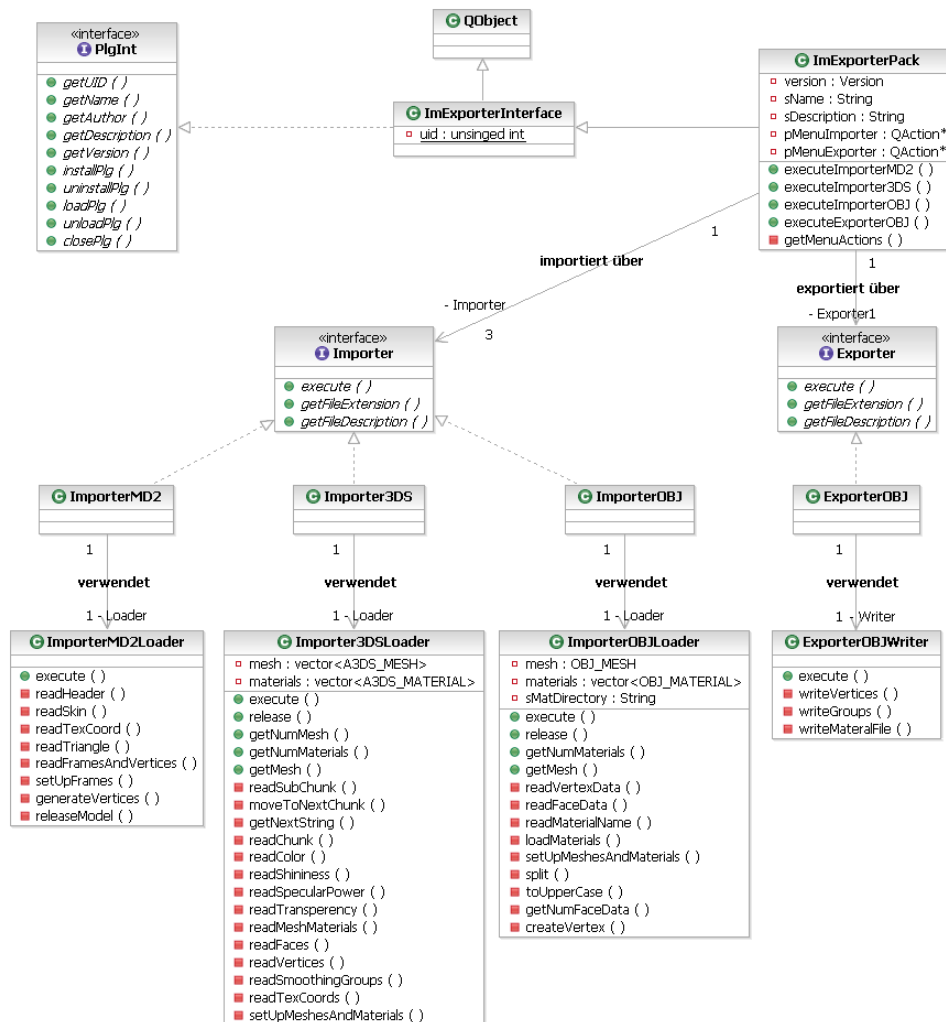 QObject
«interface»
PlgInt
getUID ( )
getName ( )
getAuthor ( )
getDescription ( )
getVersion ( )
installPlg ( )
uninstallPlg ( )
loadPlg ( )
unloadPlg ( )
closePlg ( )
ImExporterInterface
uid : unsinged int
ImExporterPack
version : Version
sName : String
sDescription : String
pMenuImporter : QAction*
pMenuExporter : QAction*
executeImporterMD2 ( )
executeImporter3DS ( )
executeImporterOBJ ( )
executeExporterOBJ ( )
getMenuActions ( )
1
importiert über
- Importer
3
1
exportiert über
- Exporter1
«interface»
Importer
execute ( )
getFileExtension ( )
getFileDescription ( )
«interface»
Exporter
execute ( )
getFileExtension ( )
getFileDescription ( )
ImporterMD2
Importer3DS
ImporterOBJ
ExporterOBJ
1
verwendet
1 - Loader
1
verwendet
1 - Loader
1
verwendet
1 - Loader
1
verwendet
1 - Writer
ImporterMD2Loader
execute ( )
readHeader ( )
readSkin ( )
readTexCoord ( )
readTriangle ( )
readFramesAndVertices ( )
setUpFrames ( )
generateVertices ( )
releaseModel ( )
Importer3DSLoader
mesh : vector<A3DS_MESH>
materials : vector<A3DS_MATERIAL>
execute ( )
release ( )
getNumMesh ( )
getNumMaterials ( )
getMesh ( )
readSubChunk ( )
moveToNextChunk ( )
getNextString ( )
readChunk ( )
readColor ( )
readShininess ( )
readSpecularPower ( )
readTransperency ( )
readMeshMaterials ( )
readFaces ( )
readVertices ( )
readSmoothingGroups ( )
readTexCoords ( )
setUpMeshesAndMaterials ( )
ImporterOBJLoader
mesh : OBJ_MESH
materials : vector<OBJ_MATERIAL>
sMatDirectory : String
execute ( )
release ( )
getNumMaterials ( )
getMesh ( )
readVertexData ( )
readFaceData ( )
readMaterialName ( )
loadMaterials ( )
setUpMeshesAndMaterials ( )
split ( )
toUpperCase ( )
getNumFaceData ( )
createVertex ( )
ExporterOBJWriter
execute ( )
writeVertices ( )
writeGroups ( )
writeMateralFile ( )